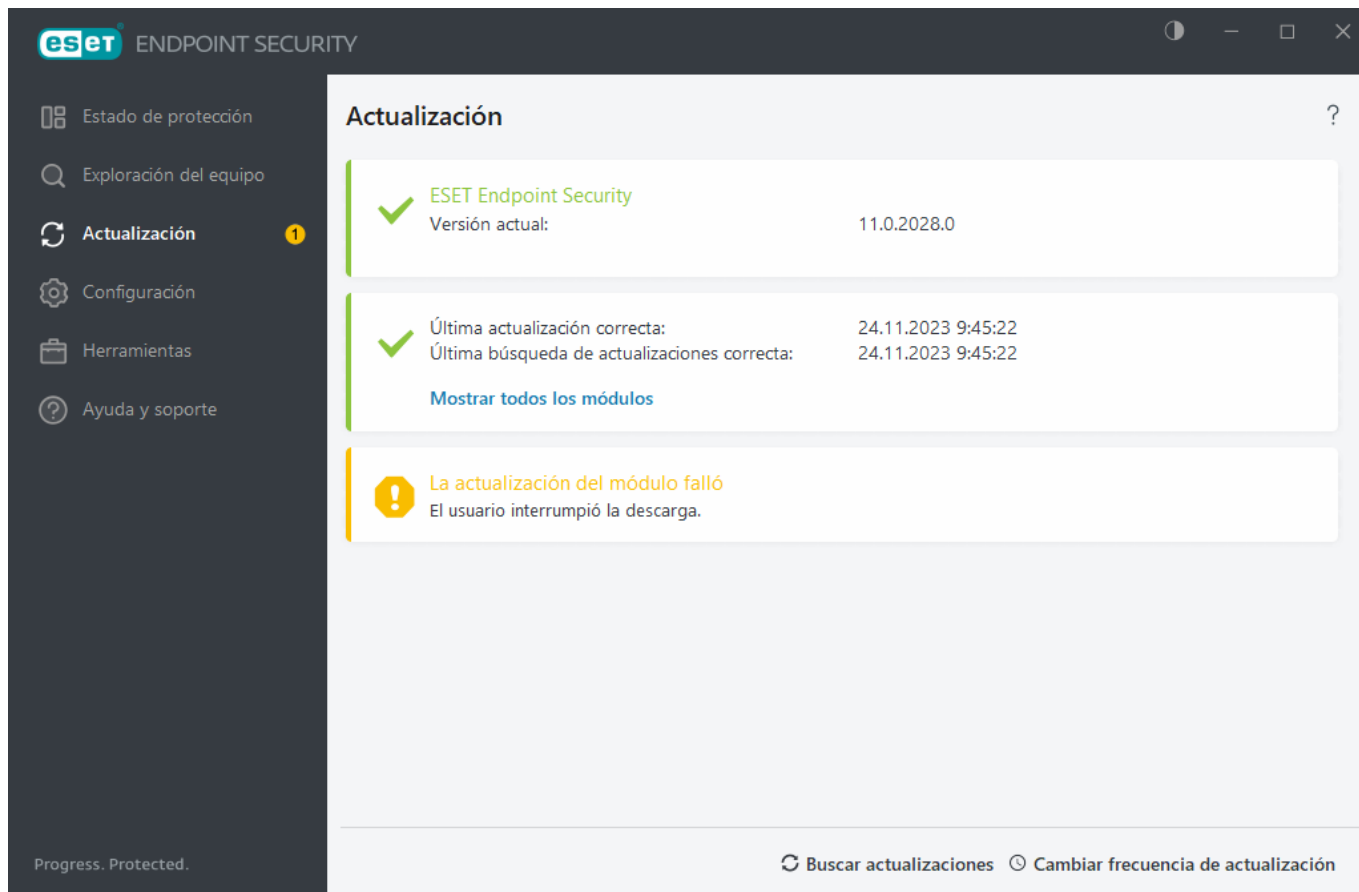 eset ENDPOINT SECURITY
Estado de protección
Exploración del equipo
Actualización 1
Configuración
Herramientas
Ayuda y soporte
Progress. Protected.
Actualización ?
ESET Endpoint Security
Versión actual: 11.0.2028.0
Última actualización correcta: 24.11.2023 9:45:22
Última búsqueda de actualizaciones correcta: 24.11.2023 9:45:22
Mostrar todos los módulos
La actualización del módulo falló
El usuario interrumpió la descarga.
Buscar actualizaciones Cambiar frecuencia de actualización